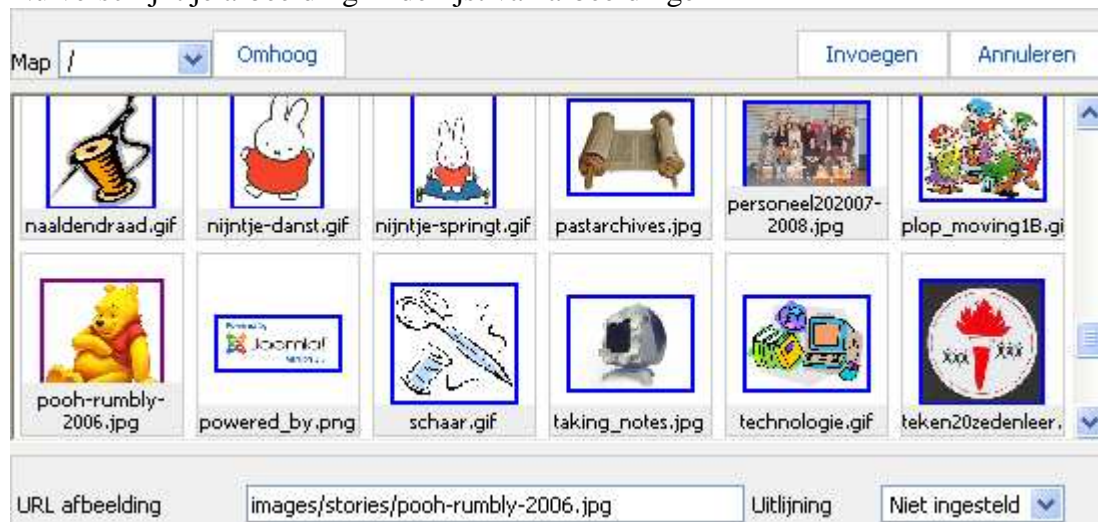 Map / Omhoog Invoegen Annuleren
naaldendraad.gif nijntje-danst.gif nijntje-springt.gif pastarchives.jpg personeel202007-
2008.jpg plop_moving1B.gi
Powered by
Joomla!
pooh-rumbly-
2006.jpg powered_by.png schaar.gif taking_notes.jpg technologie.gif teken20zedenleer.
URL afbeelding images/stories/pooh-rumbly-2006.jpg Uitlijning Niet ingesteld